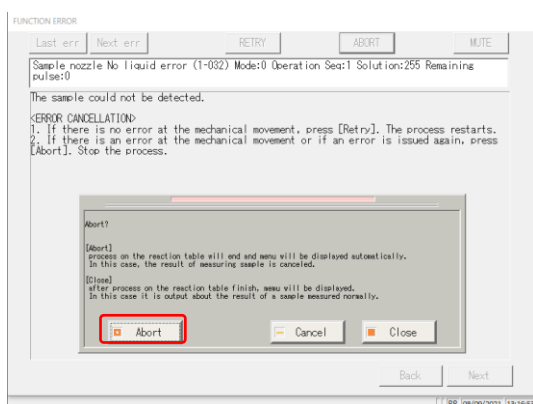 FUNCTION ERROR
Last err Next err RETRY ABORT MUTE
Sample nozzle No liquid error (1-032) Mode:0 Operation Seq:1 Solution:255 Remaining
pulse:0
The sample could not be detected.
<ERROR CANCELLATION>
1. If there is no error at the mechanical movement, press [Retry]. The process restarts.
2. If there is an error at the mechanical movement or if an error is issued again, press
[Abort]. Stop the process.
Abort?
[Abort]
process on the reaction table will end and menu will be displayed automatically.
In this case, the result of measuring sample is canceled.
[Close]
after process on the reaction table finish, menu will be displayed.
In this case it is output about the result of a sample measured normally.
Abort Cancel Close
Back Next